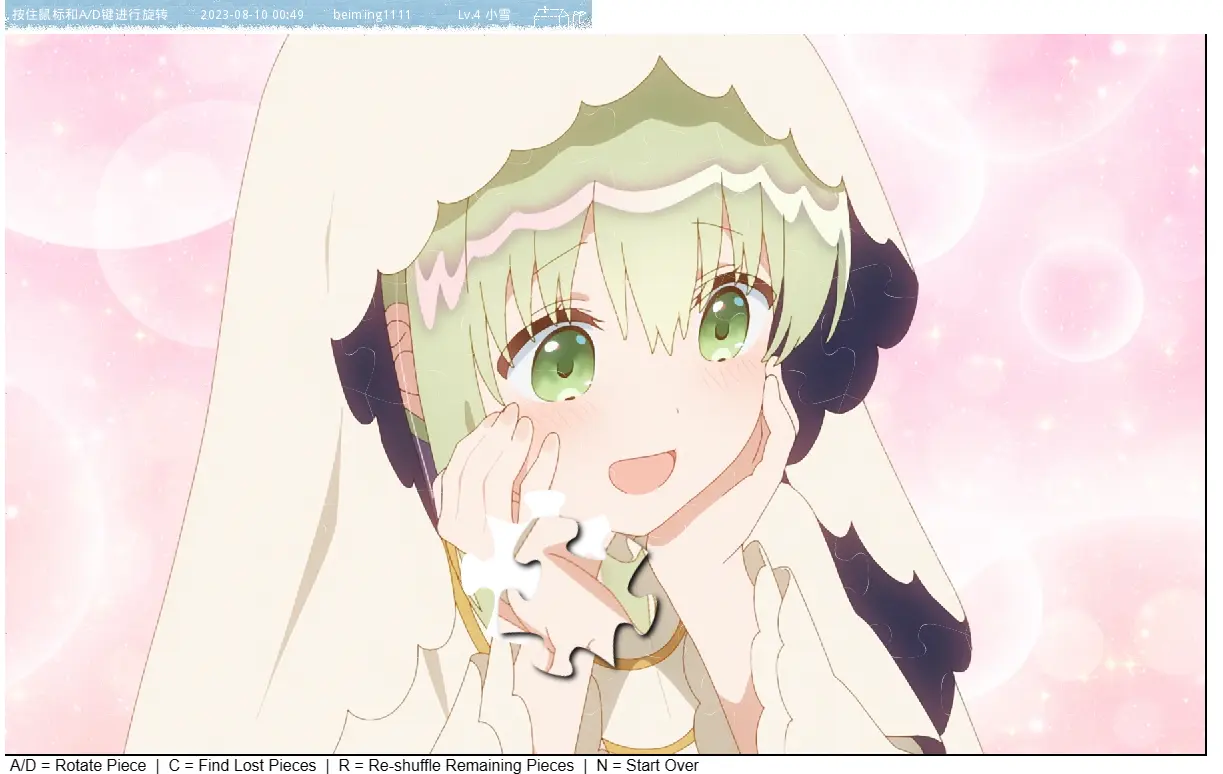 按住鼠标和A/D键进行旋转 2023-08-10 00:49 beiming1111 Lv.4 小雪
A/D = Rotate Piece | C = Find Lost Pieces | R = Re-shuffle Remaining Pieces | N = Start Over